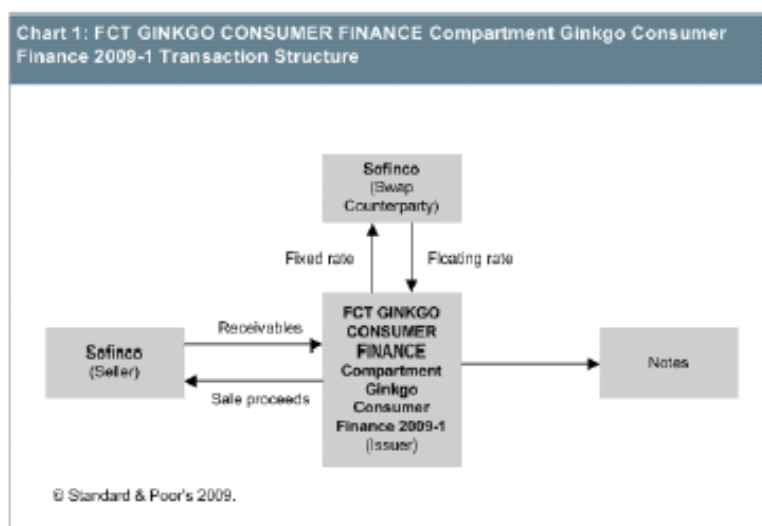 Chart 1: FCT GINKGO CONSUMER FINANCE Compartment Ginkgo Consumer
Finance 2009-1 Transaction Structure
Sofinco
(Swap
Counterparty)
Fixed rate
Floating rate
Receivables
Sofinco
(Seller)
Sale proceeds
FCT GINKGO
CONSUMER
FINANCE
Compartment
Ginkgo
Consumer
Finance 2009-1
(Issuer)
Notes
© Standard & Poor's 2009.